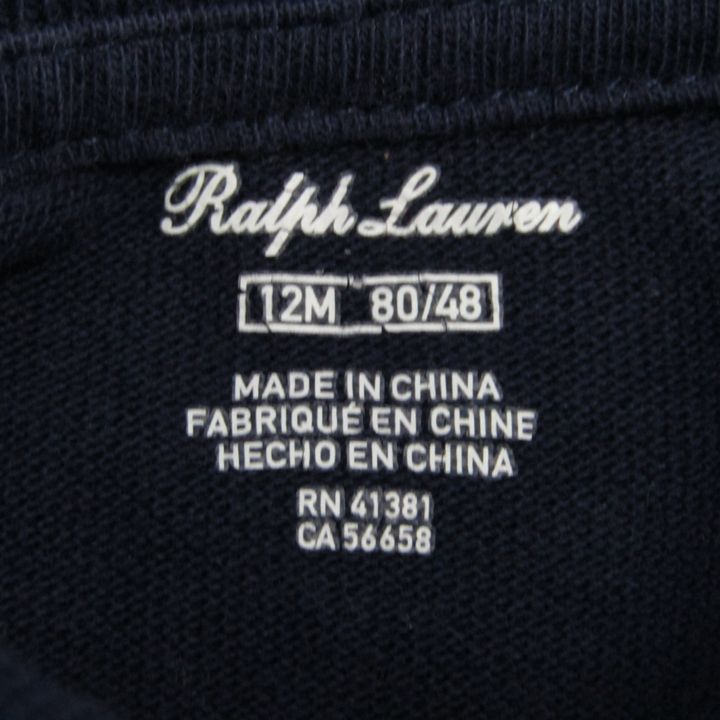 Ralph Lauren
12M 80/48
MADE IN CHINA
FABRIQUÉ EN CHINE
HECHO EN CHINA
RN 41381
CA 56658